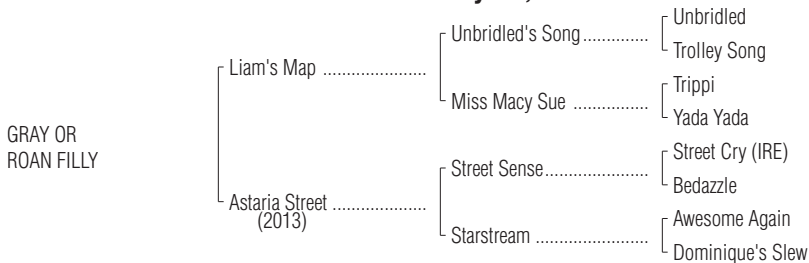 Unbridled
Unbridled's Song..............
Trolley Song
Liam's Map ......................
Trippi
Miss Macy Sue ................
Yada Yada
GRAY OR
ROAN FILLY
Street Cry (IRE)
Street Sense......................
Bedazzle
Astaria Street ....................
(2013)
Awesome Again
Starstream ........................
Dominique's Slew